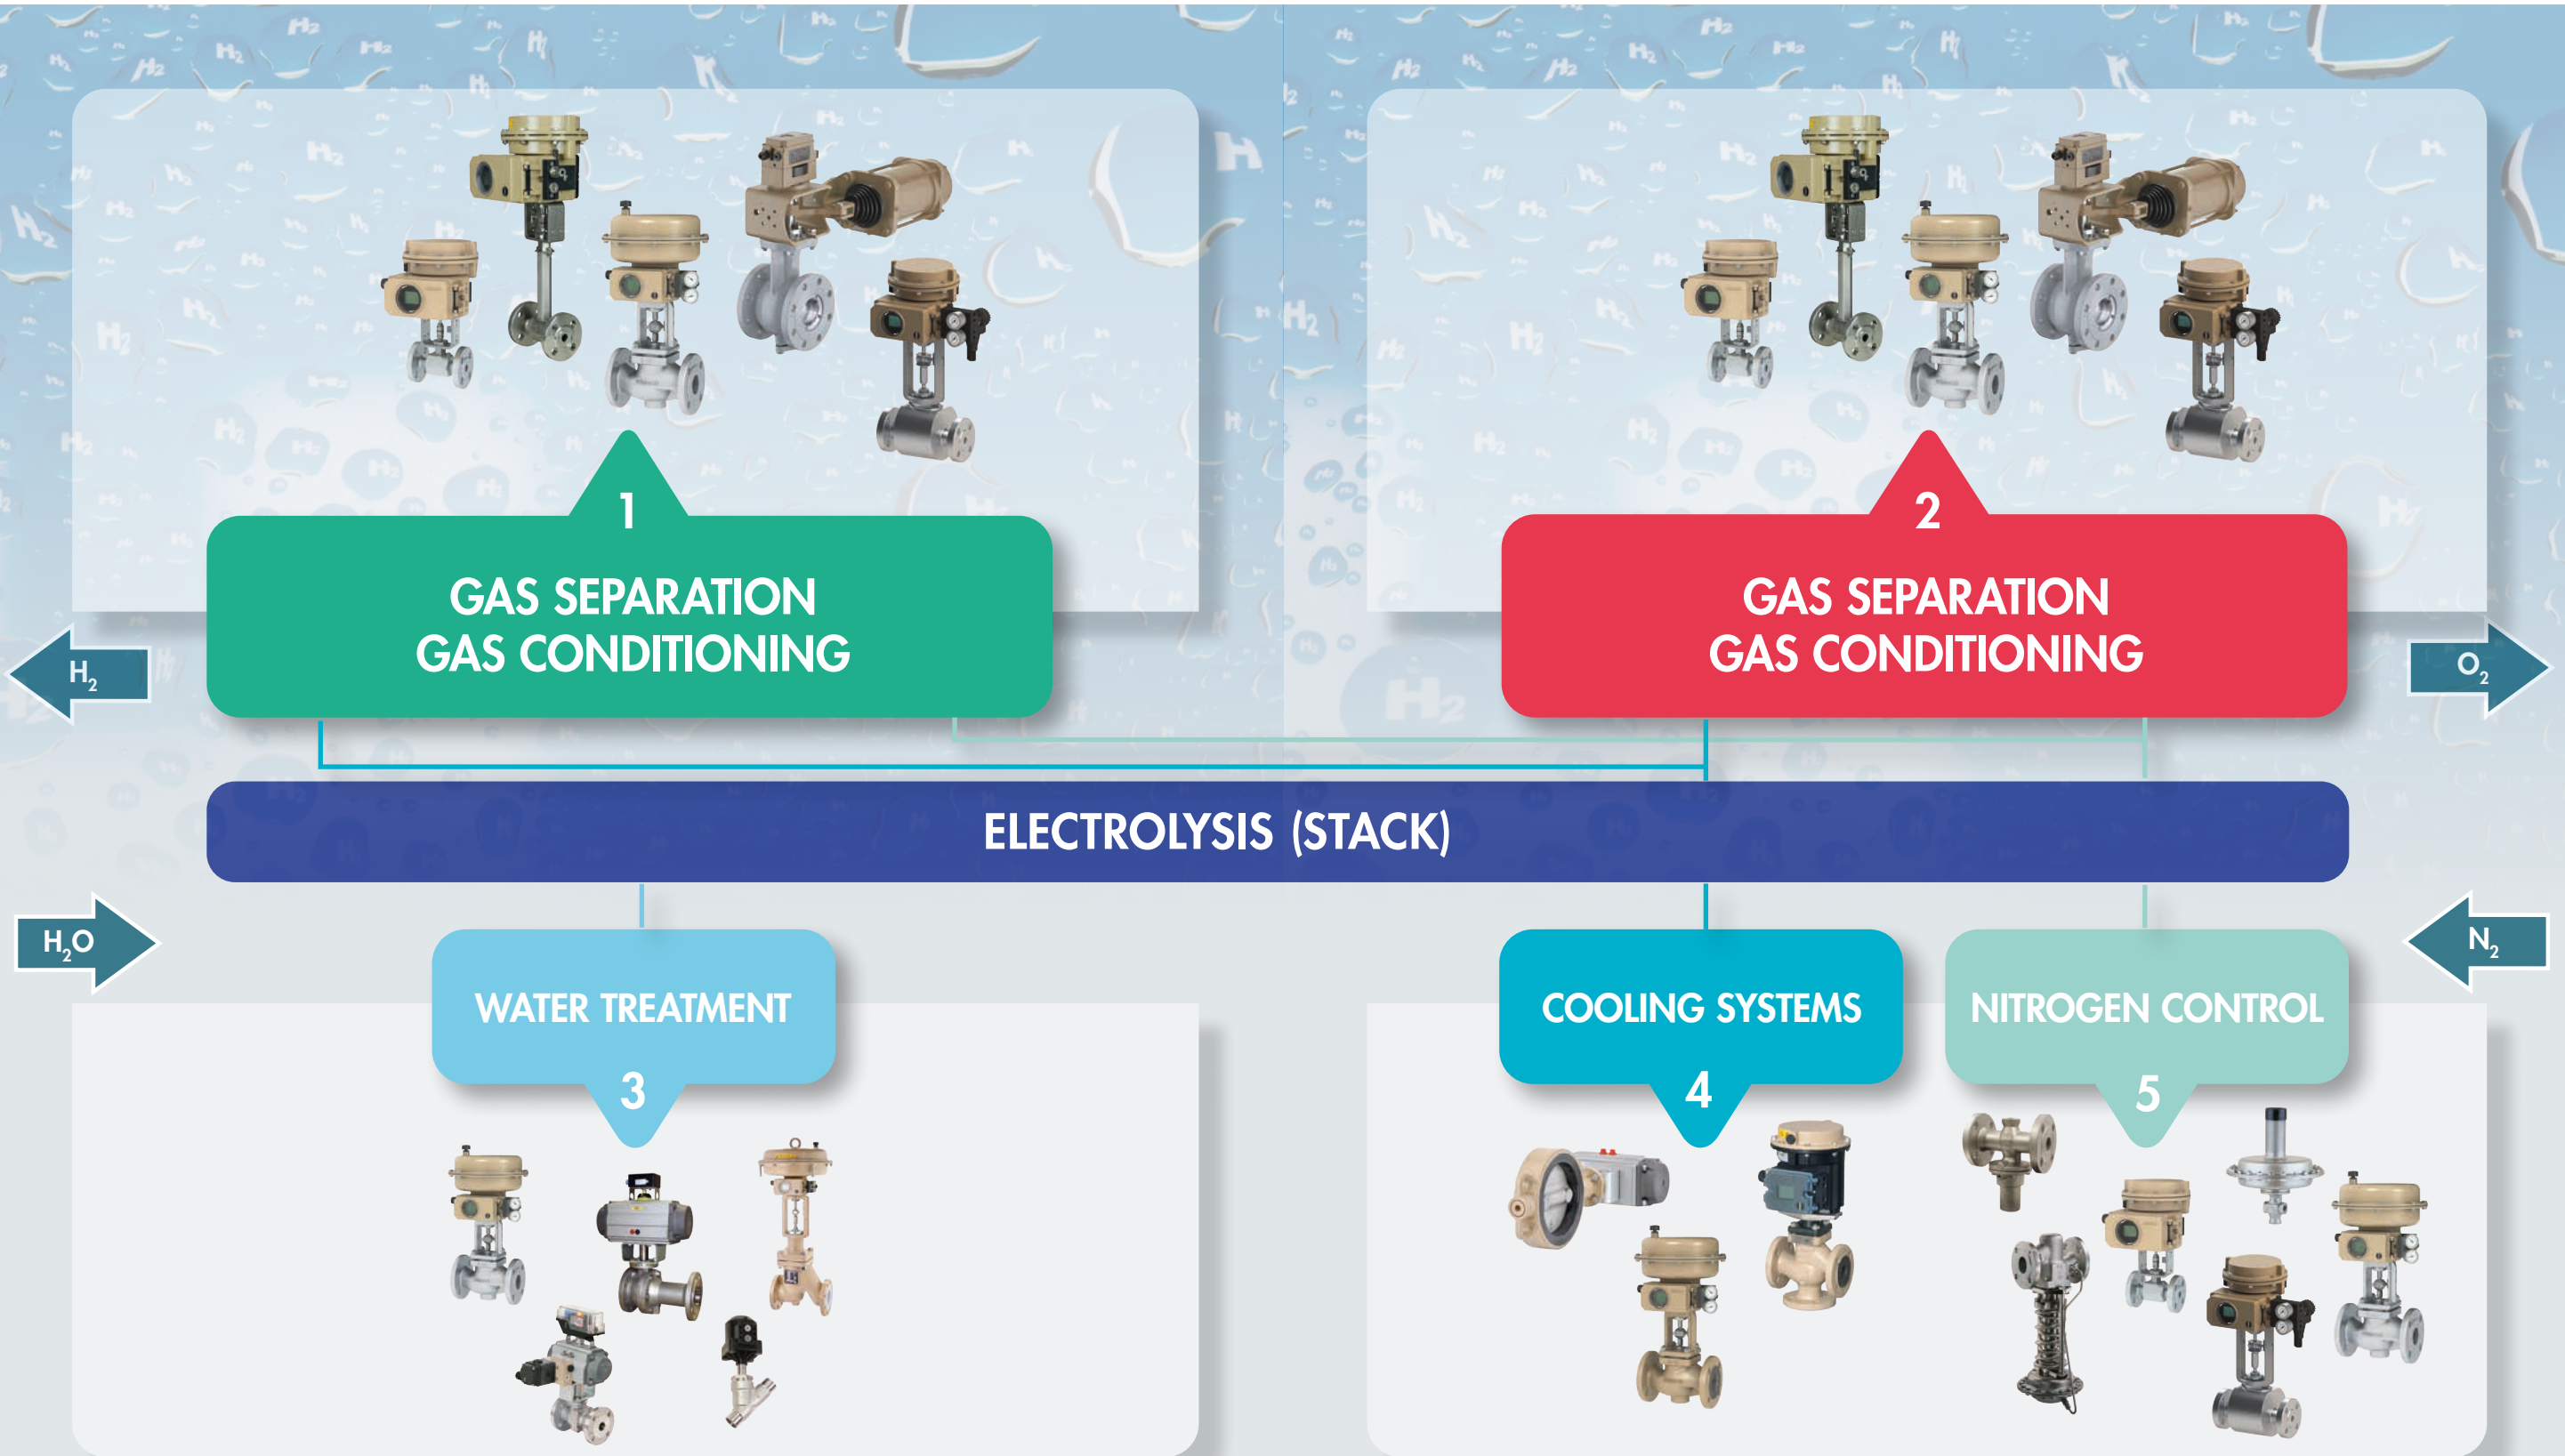 1
GAS SEPARATION
GAS CONDITIONING
2
GAS SEPARATION
GAS CONDITIONING
H₂
O₂
ELECTROLYSIS (STACK)
H₂O
N₂
WATER TREATMENT
3
COOLING SYSTEMS
4
NITROGEN CONTROL
5